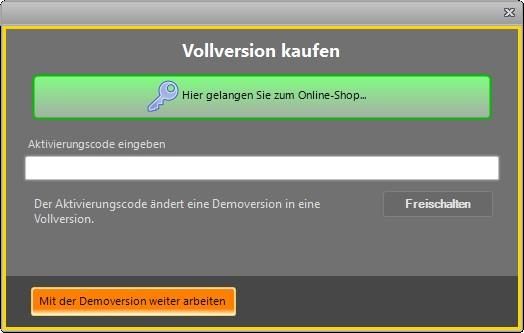 Vollversion kaufen
Hier gelangen Sie zum Online-Shop...
Aktivierungscode eingeben
Der Aktivierungscode ändert eine Demoversion in eine
Vollversion.
Freischalten
Mit der Demoversion weiter arbeiten